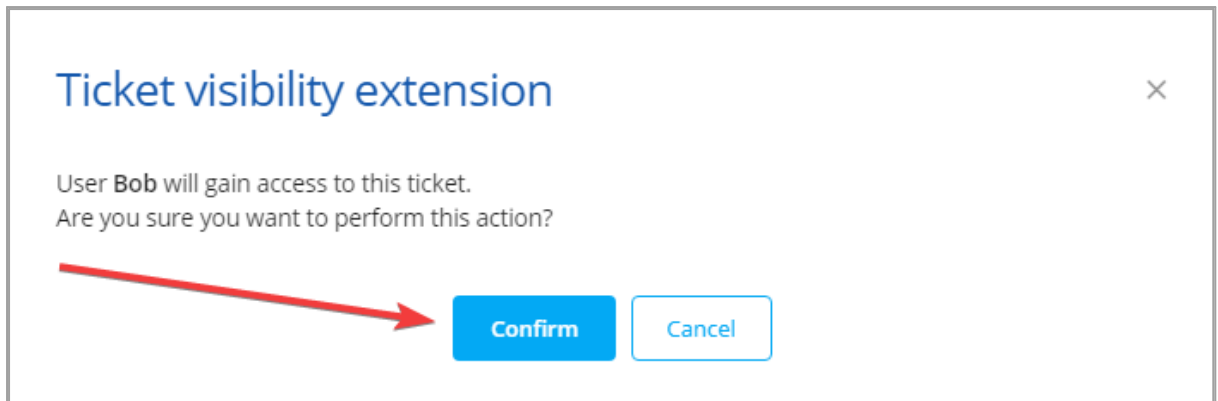 Ticket visibility extension
User Bob will gain access to this ticket.
Are you sure you want to perform this action?
Confirm
Cancel